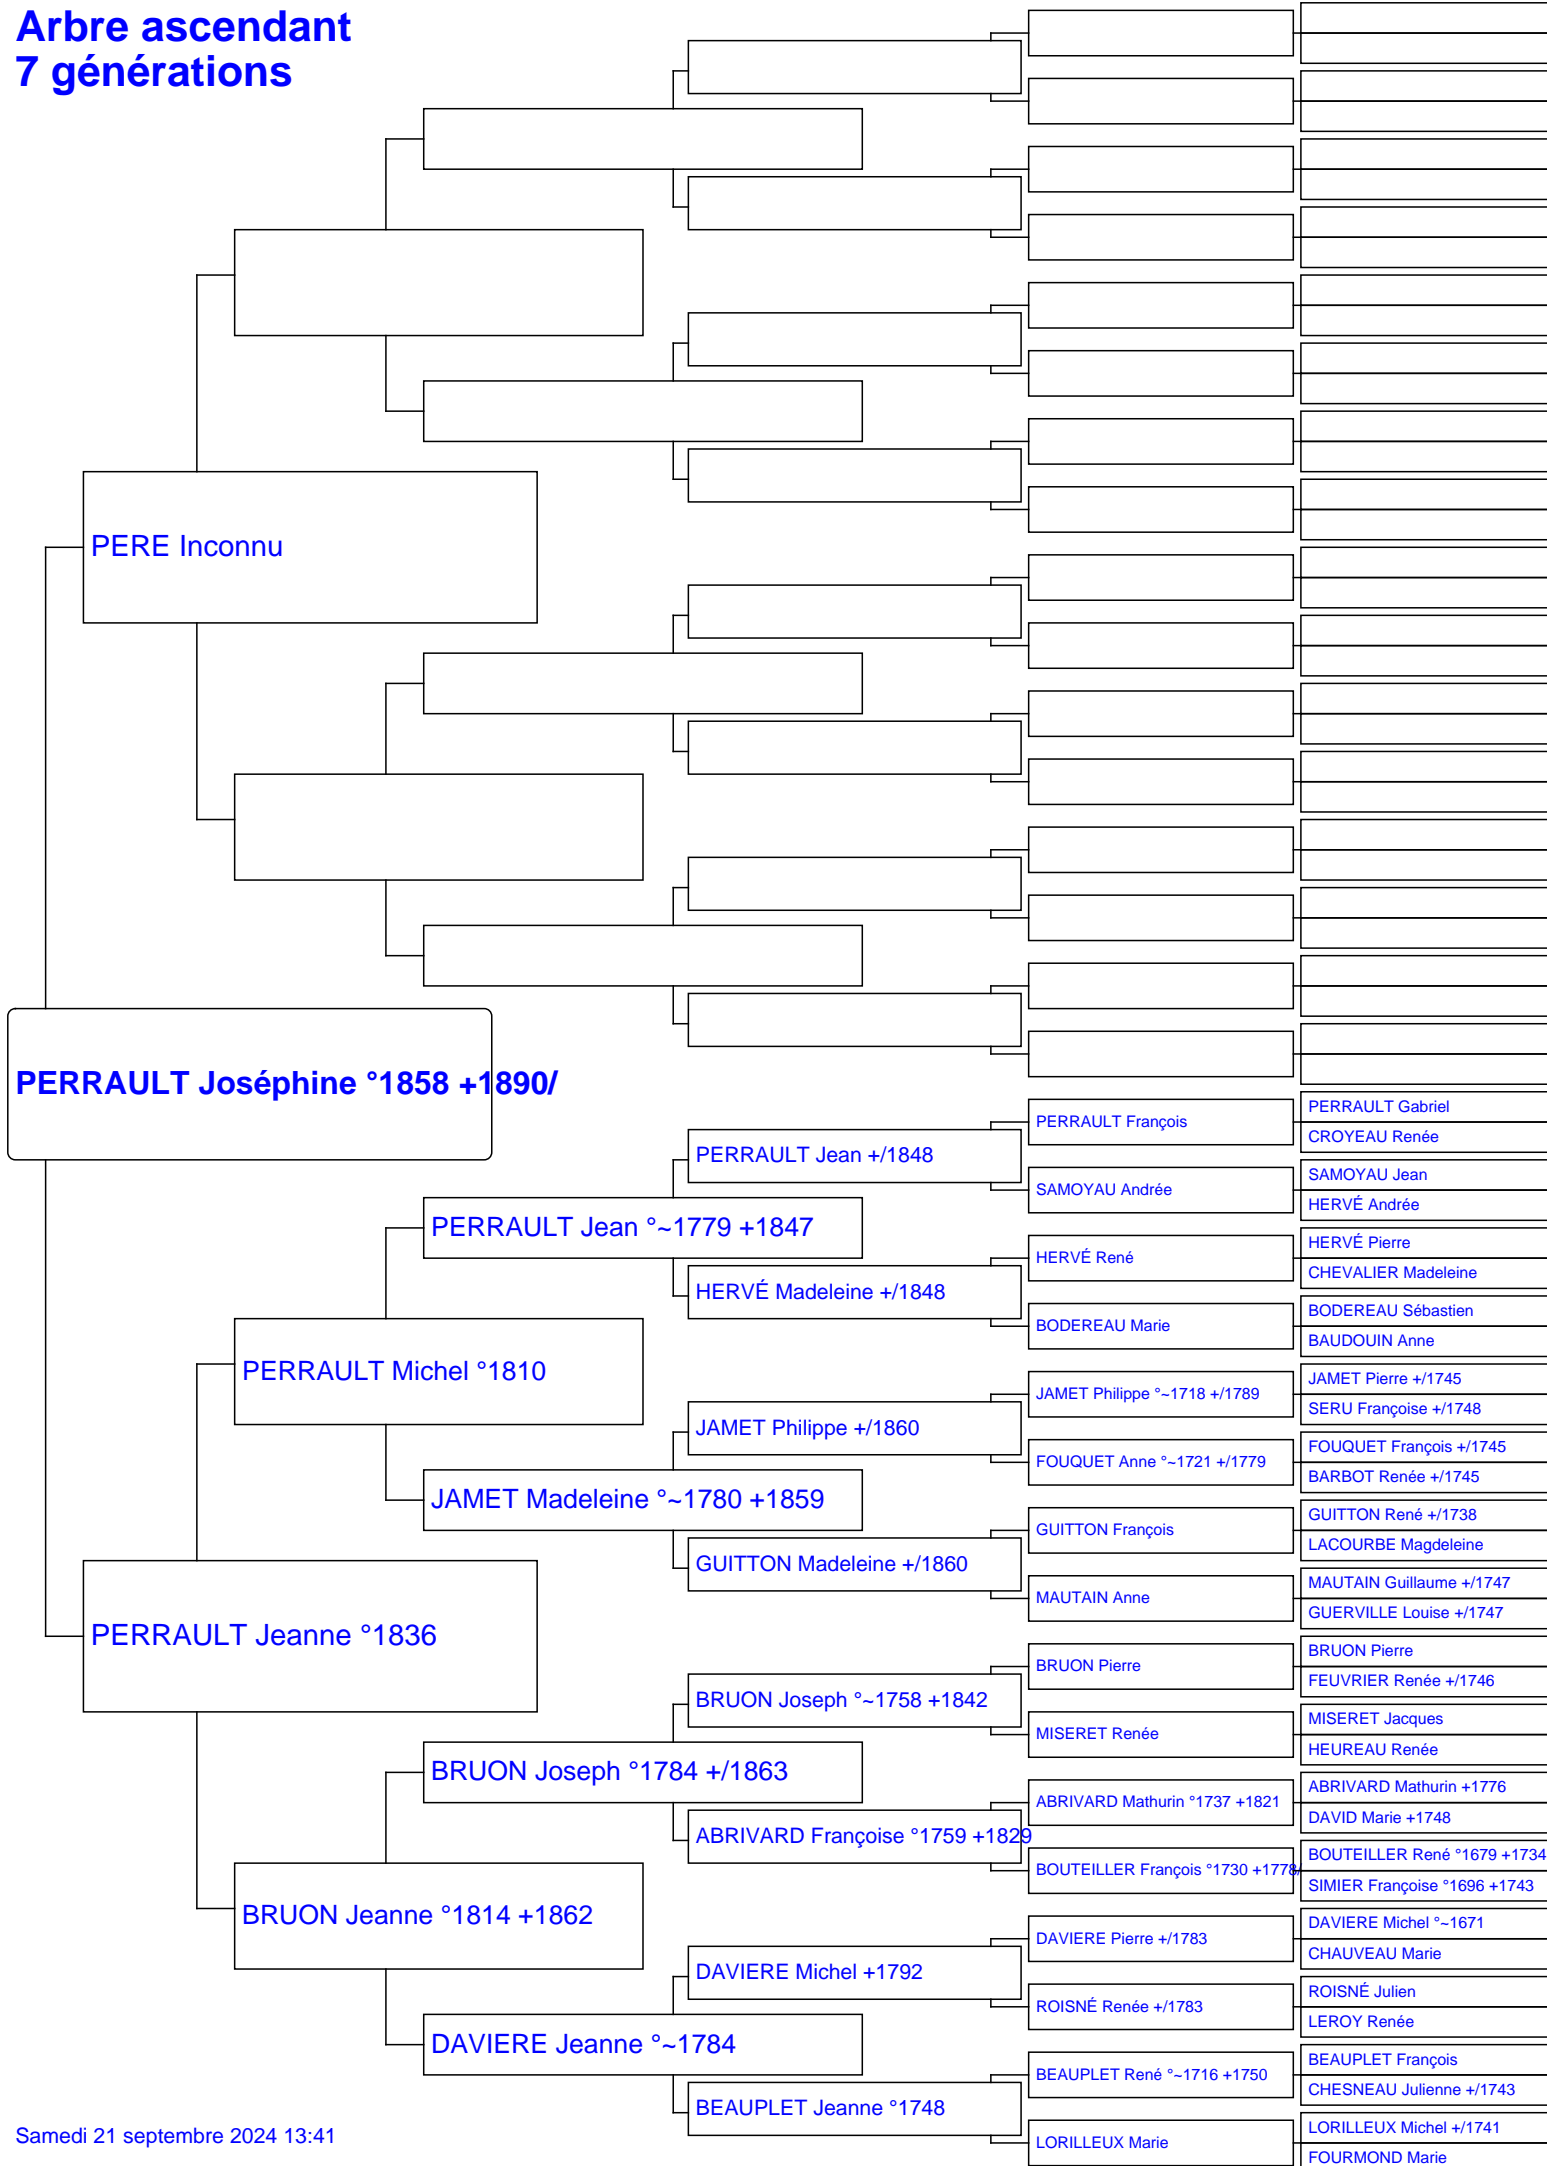 Arbre ascendant
7 générations
PERE Inconnu
PERRAULT Joséphine °1858 +1890/
PERRAULT Gabriel
PERRAULT François
CROYEAU Renée
PERRAULT Jean +/1848
SAMOYAU Jean
SAMOYAU Andrée
HERVÉ Andrée
PERRAULT Jean °~1779 +1847
HERVÉ Pierre
HERVÉ René
CHEVALIER Madeleine
HERVÉ Madeleine +/1848
BODEREAU Sébastien
BODEREAU Marie
BAUDOUIN Anne
PERRAULT Michel °1810
JAMET Pierre +/1745
JAMET Philippe °~1718 +/1789
SERU Françoise +/1748
JAMET Philippe +/1860
FOUQUET François +/1745
FOUQUET Anne °~1721 +/1779
BARBOT Renée +/1745
JAMET Madeleine °~1780 +1859
GUITTON René +/1738
GUITTON François
LACOURBE Magdeleine
GUITTON Madeleine +/1860
MAUTAIN Guillaume +/1747
MAUTAIN Anne
GUERVILLE Louise +/1747
PERRAULT Jeanne °1836
BRUON Pierre
BRUON Pierre
FEUVRIER Renée +/1746
BRUON Joseph °~1758 +1842
MISERET Jacques
MISERET Renée
HEUREAU Renée
BRUON Joseph °1784 +/1863
ABRIVARD Mathurin +1776
ABRIVARD Mathurin °1737 +1821
DAVID Marie +1748
ABRIVARD Françoise °1759 +1829
BOUTEILLER René °1679 +1734
BOUTEILLER François °1730 +1778/
SIMIER Françoise °1696 +1743
BRUON Jeanne °1814 +1862
DAVIERE Michel °~1671
DAVIERE Pierre +/1783
CHAUVEAU Marie
DAVIERE Michel +1792
ROISNÉ Julien
ROISNÉ Renée +/1783
LEROY Renée
DAVIERE Jeanne °~1784
BEAUPLET François
BEAUPLET René °~1716 +1750
CHESNEAU Julienne +/1743
BEAUPLET Jeanne °1748
LORILLEUX Michel +/1741
LORILLEUX Marie
FOURMOND Marie
Samedi 21 septembre 2024 13:41